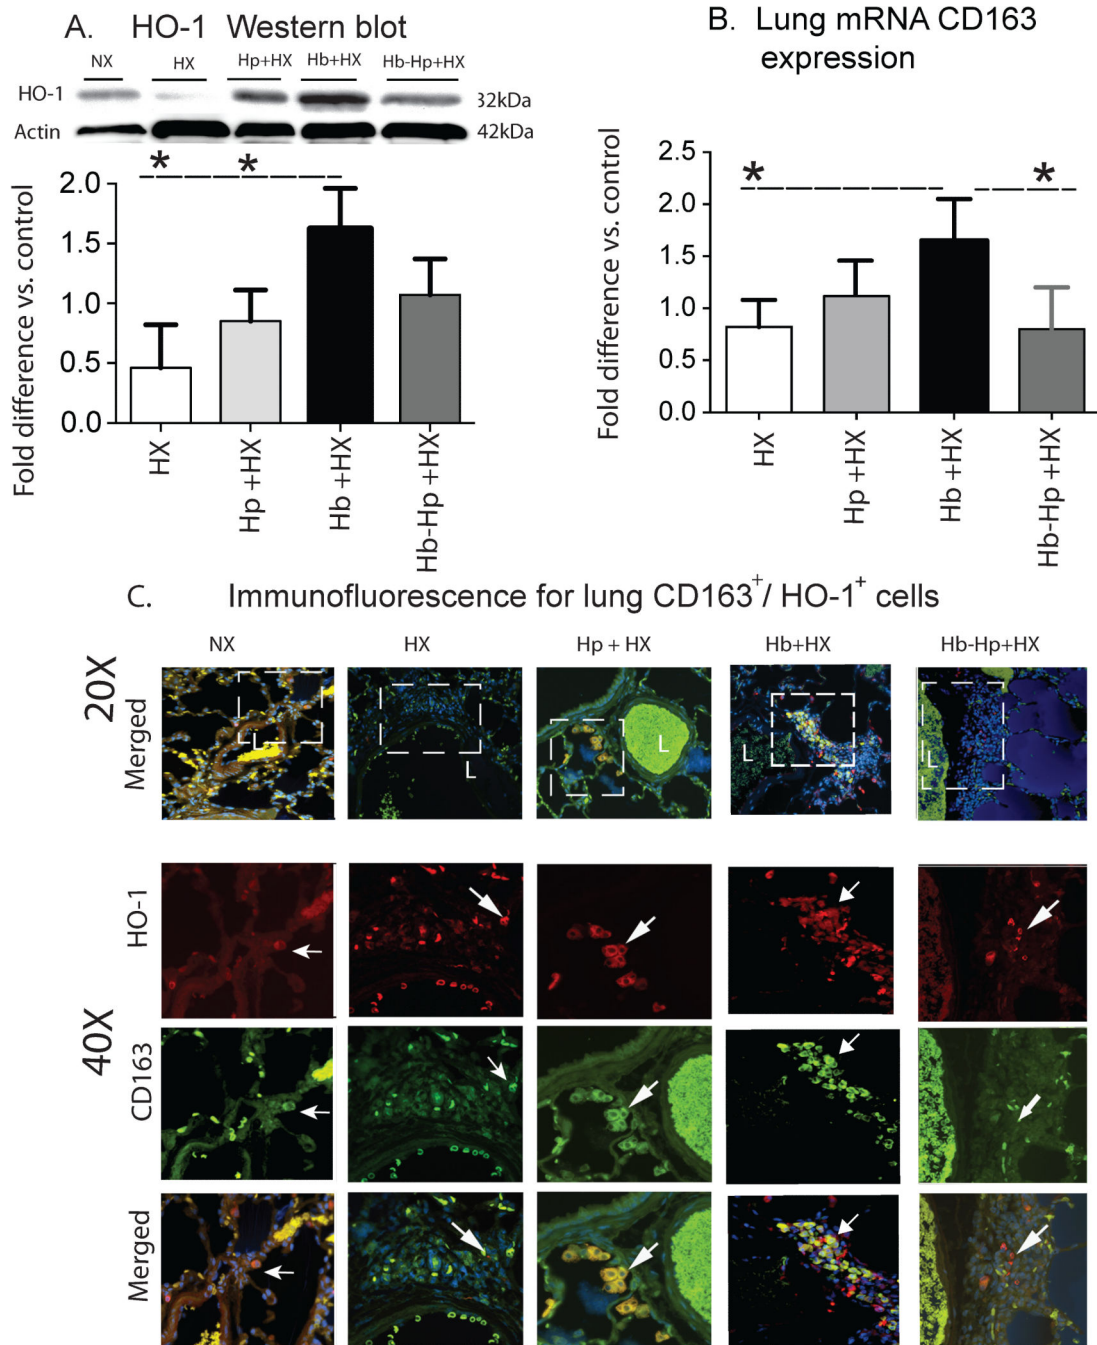 A. HO-1 Western blot
NX HX Hp+HX Hb+HX Hb-Hp+HX
HO-1 32kDa
Actin 42kDa
* *
Fold difference vs. control
2.0
1.5
1.0
0.5
0.0
HX
Hp +HX
Hb +HX
Hb-Hp +HX
B. Lung mRNA CD163
expression
* *
Fold difference vs. control
2.5
2.0
1.5
1.0
0.5
0.0
HX
Hp +HX
Hb +HX
Hb-Hp +HX
C. Immunofluorescence for lung CD163+/ HO-1+ cells
NX HX Hp + HX Hb+HX Hb-Hp+HX
20X
Merged
L L L L L
40X
HO-1
CD163
Merged